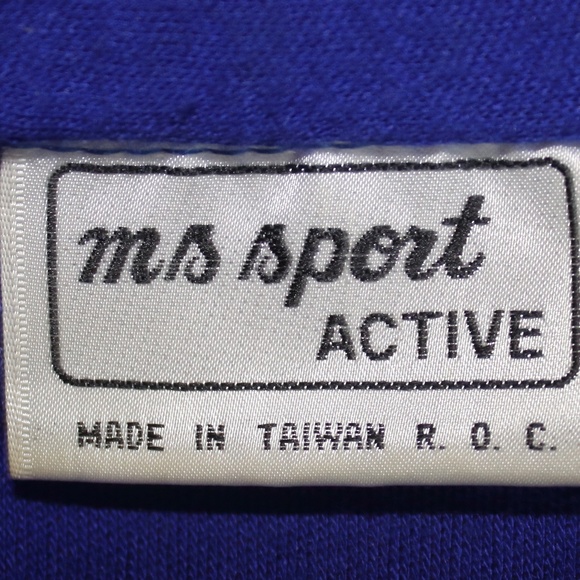 ms sport
ACTIVE
MADE IN TAIWAN R. O. C.